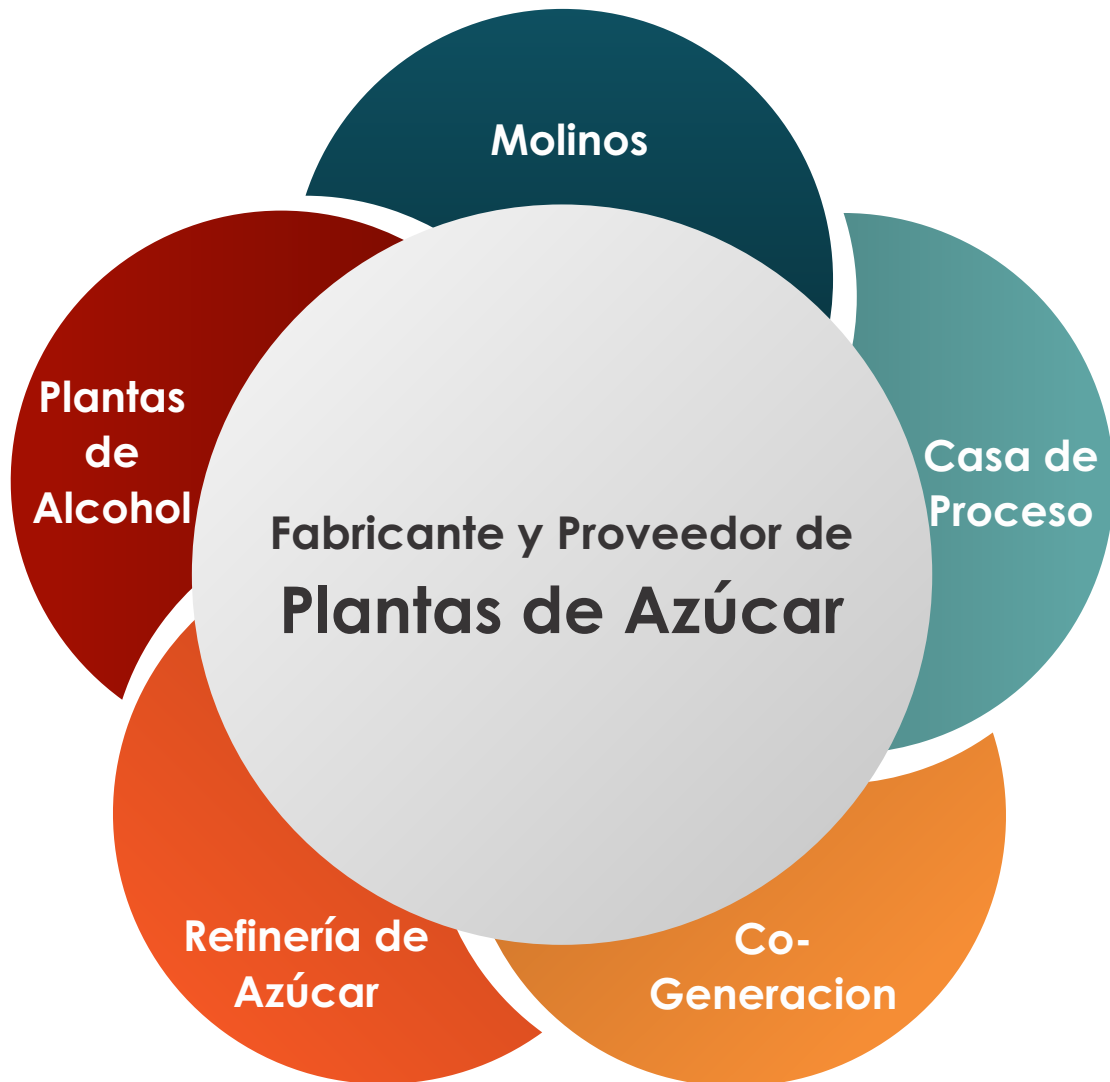 Molinos
Casa de
Proceso
Co-
Generacion
Refinería de
Azúcar
Plantas
de
Alcohol
Fabricante y Proveedor de
Plantas de Azúcar